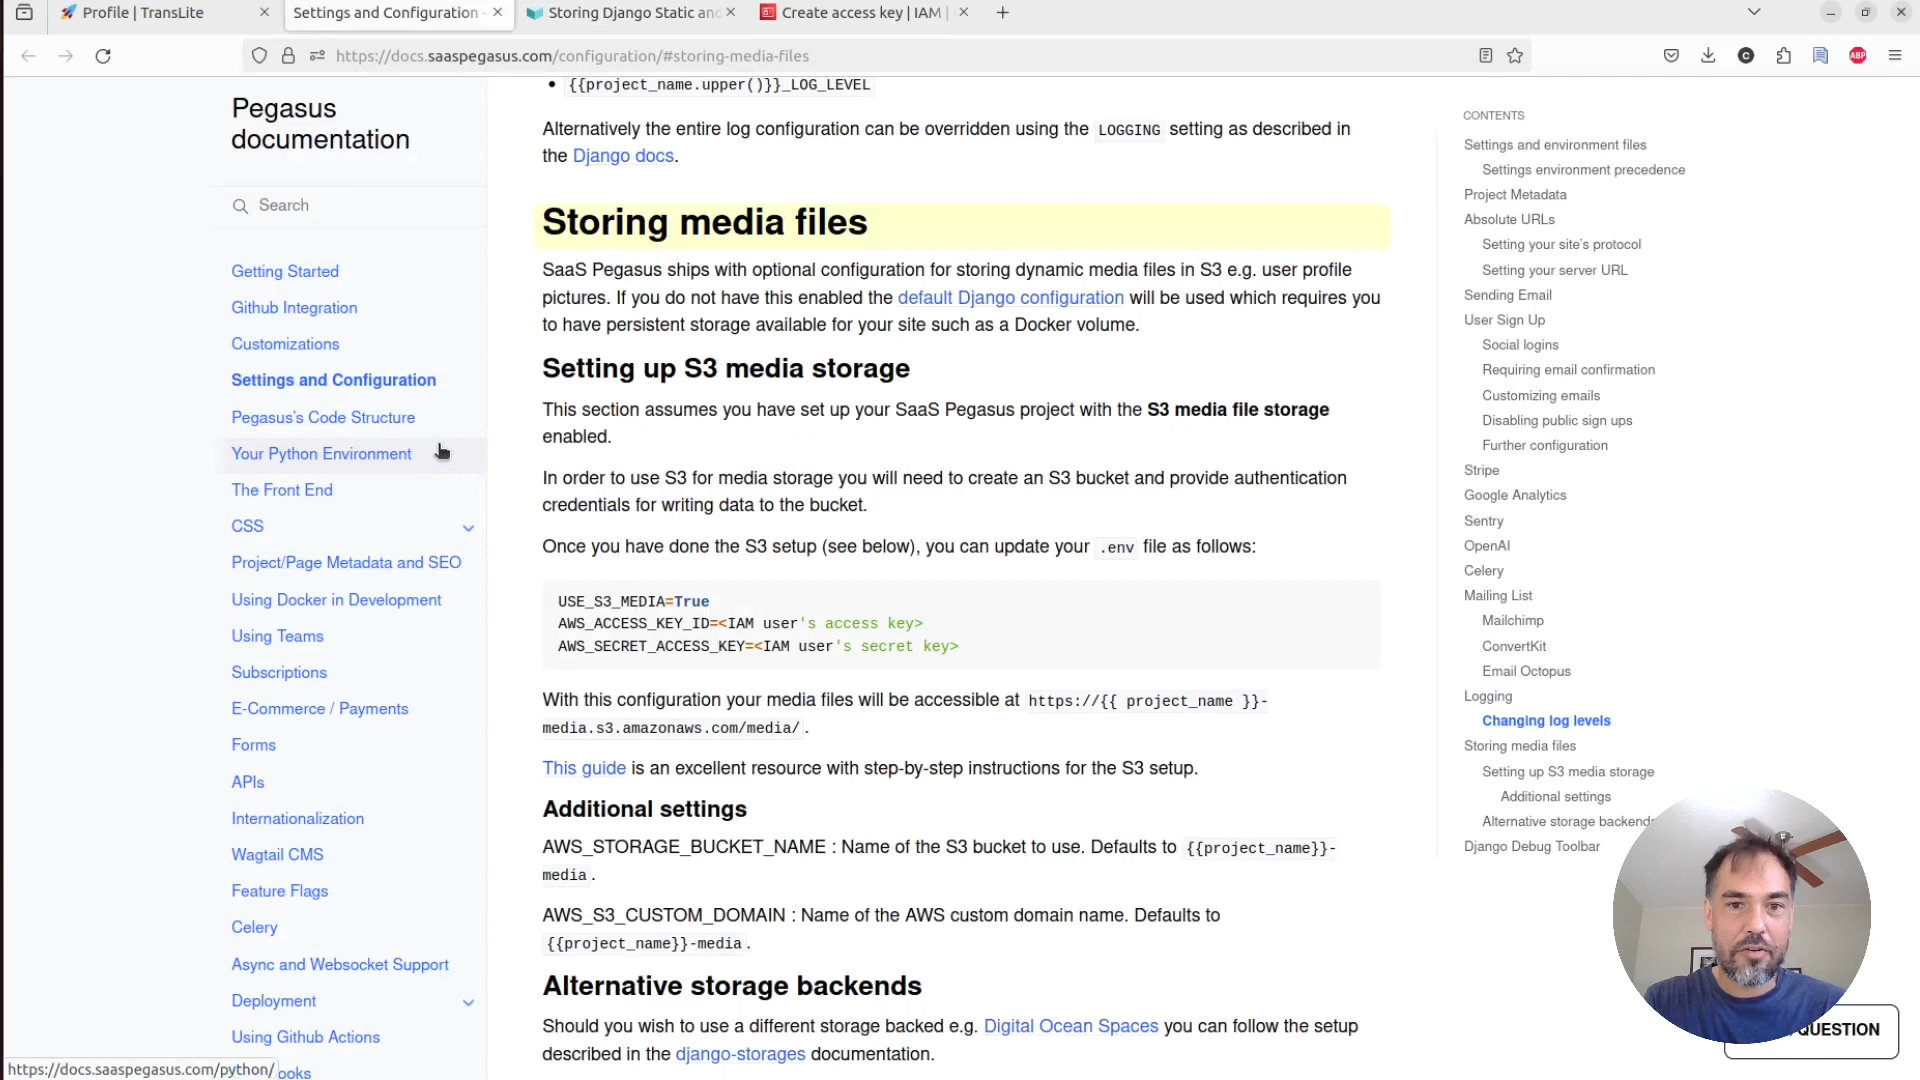 Profile | TransLite
Settings and Configuration -
Storing Django Static and
Create access key | IAM |
https://docs.saaspegasus.com/configuration/#storing-media-files
ABP
Pegasus
documentation
Search
Getting Started
Github Integration
Customizations
Settings and Configuration
Pegasus's Code Structure
Your Python Environment
The Front End
CSS
Project/Page Metadata and SEO
Using Docker in Development
Using Teams
Subscriptions
E-Commerce / Payments
Forms
APIs
Internationalization
Wagtail CMS
Feature Flags
Celery
Async and Websocket Support
Deployment
Using Github Actions
ooks
https://docs.saaspegasus.com/python/
{{project_name.upper()}}_LOG_LEVEL
Alternatively the entire log configuration can be overridden using the LOGGING setting as described in
the Django docs.
Storing media files
SaaS Pegasus ships with optional configuration for storing dynamic media files in S3 e.g. user profile
pictures. If you do not have this enabled the default Django configuration will be used which requires you
to have persistent storage available for your site such as a Docker volume.
Setting up S3 media storage
This section assumes you have set up your SaaS Pegasus project with the S3 media file storage
enabled.
In order to use S3 for media storage you will need to create an S3 bucket and provide authentication
credentials for writing data to the bucket.
Once you have done the S3 setup (see below), you can update your .env file as follows:
USE_S3_MEDIA=True
AWS_ACCESS_KEY_ID=<IAM user's access key>
AWS_SECRET_ACCESS_KEY=<IAM user's secret key>
With this configuration your media files will be accessible at https://{{ project_name }}-
media.s3.amazonaws.com/media/.
This guide is an excellent resource with step-by-step instructions for the S3 setup.
Additional settings
AWS_STORAGE_BUCKET_NAME : Name of the S3 bucket to use. Defaults to {{project_name}}-
media.
AWS_S3_CUSTOM_DOMAIN : Name of the AWS custom domain name. Defaults to
{{project_name}}-media.
Alternative storage backends
Should you wish to use a different storage backed e.g. Digital Ocean Spaces you can follow the setup
described in the django-storages documentation.
CONTENTS
Settings and environment files
Settings environment precedence
Project Metadata
Absolute URLs
Setting your site's protocol
Setting your server URL
Sending Email
User Sign Up
Social logins
Requiring email confirmation
Customizing emails
Disabling public sign ups
Further configuration
Stripe
Google Analytics
Sentry
OpenAI
Celery
Mailing List
Mailchimp
ConvertKit
Email Octopus
Logging
Changing log levels
Storing media files
Setting up S3 media storage
Additional settings
Alternative storage backends
Django Debug Toolbar
QUESTION